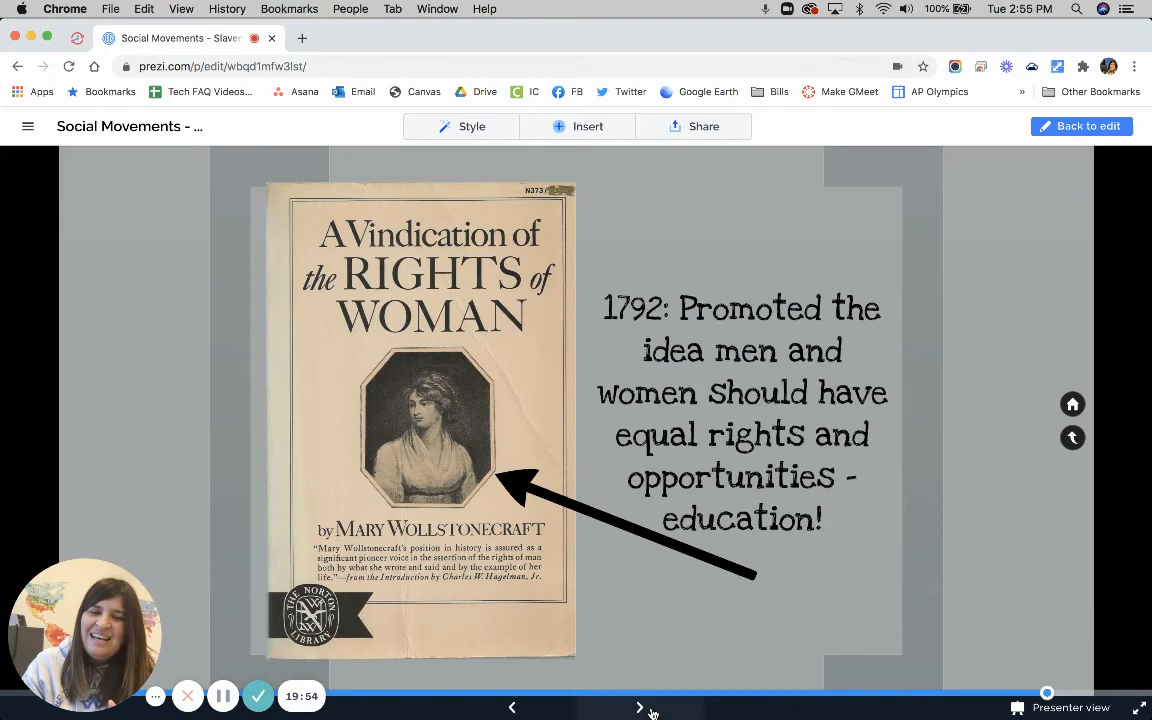 Chrome File Edit View History Bookmarks People Tab Window Help 100% Tue 2:55 PM
Social Movements - Slaver
prezi.com/p/edit/wbqd1mfw3lst/
Apps Bookmarks Tech FAQ Videos... Asana Email Canvas Drive IC FB Twitter Google Earth Bills Make GMeet AP Olympics » Other Bookmarks
Social Movements - ... Style Insert Share Back to edit
N373
A Vindication of
the RIGHTS of
WOMAN
by MARY WOLLSTONECRAFT
"Mary Wollstonecraft's position in history is assured as a
significant pioneer voice in the assertion of the rights of man
both by what she wrote and said and by the example of her
life."—from the Introduction by Charles W. Hagelman, Jr.
THE NORTON
LIBRARY
1792: Promoted the
idea men and
women should have
equal rights and
opportunities -
education!
19:54
Presenter view